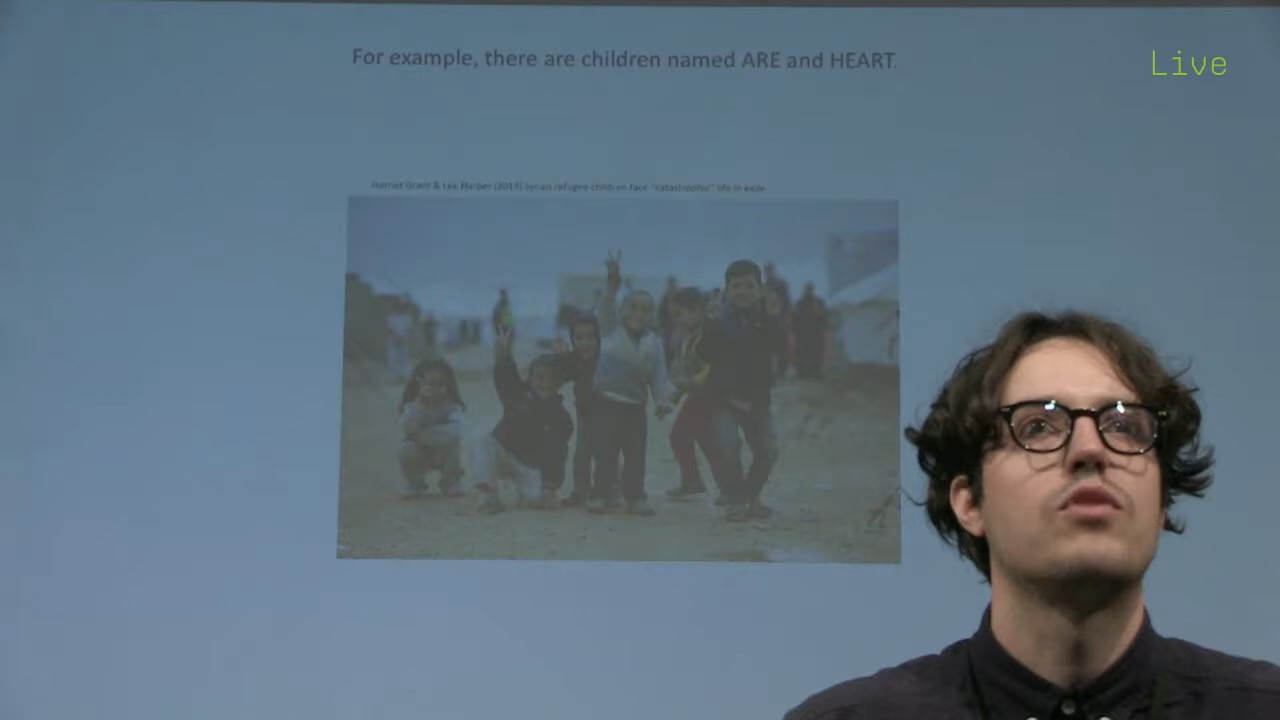 For example, there are children named ARE and HEART.
Live
Harriet Grant & Lee Harper (2013) Syrian refugee children face "catastrophic" life in exile